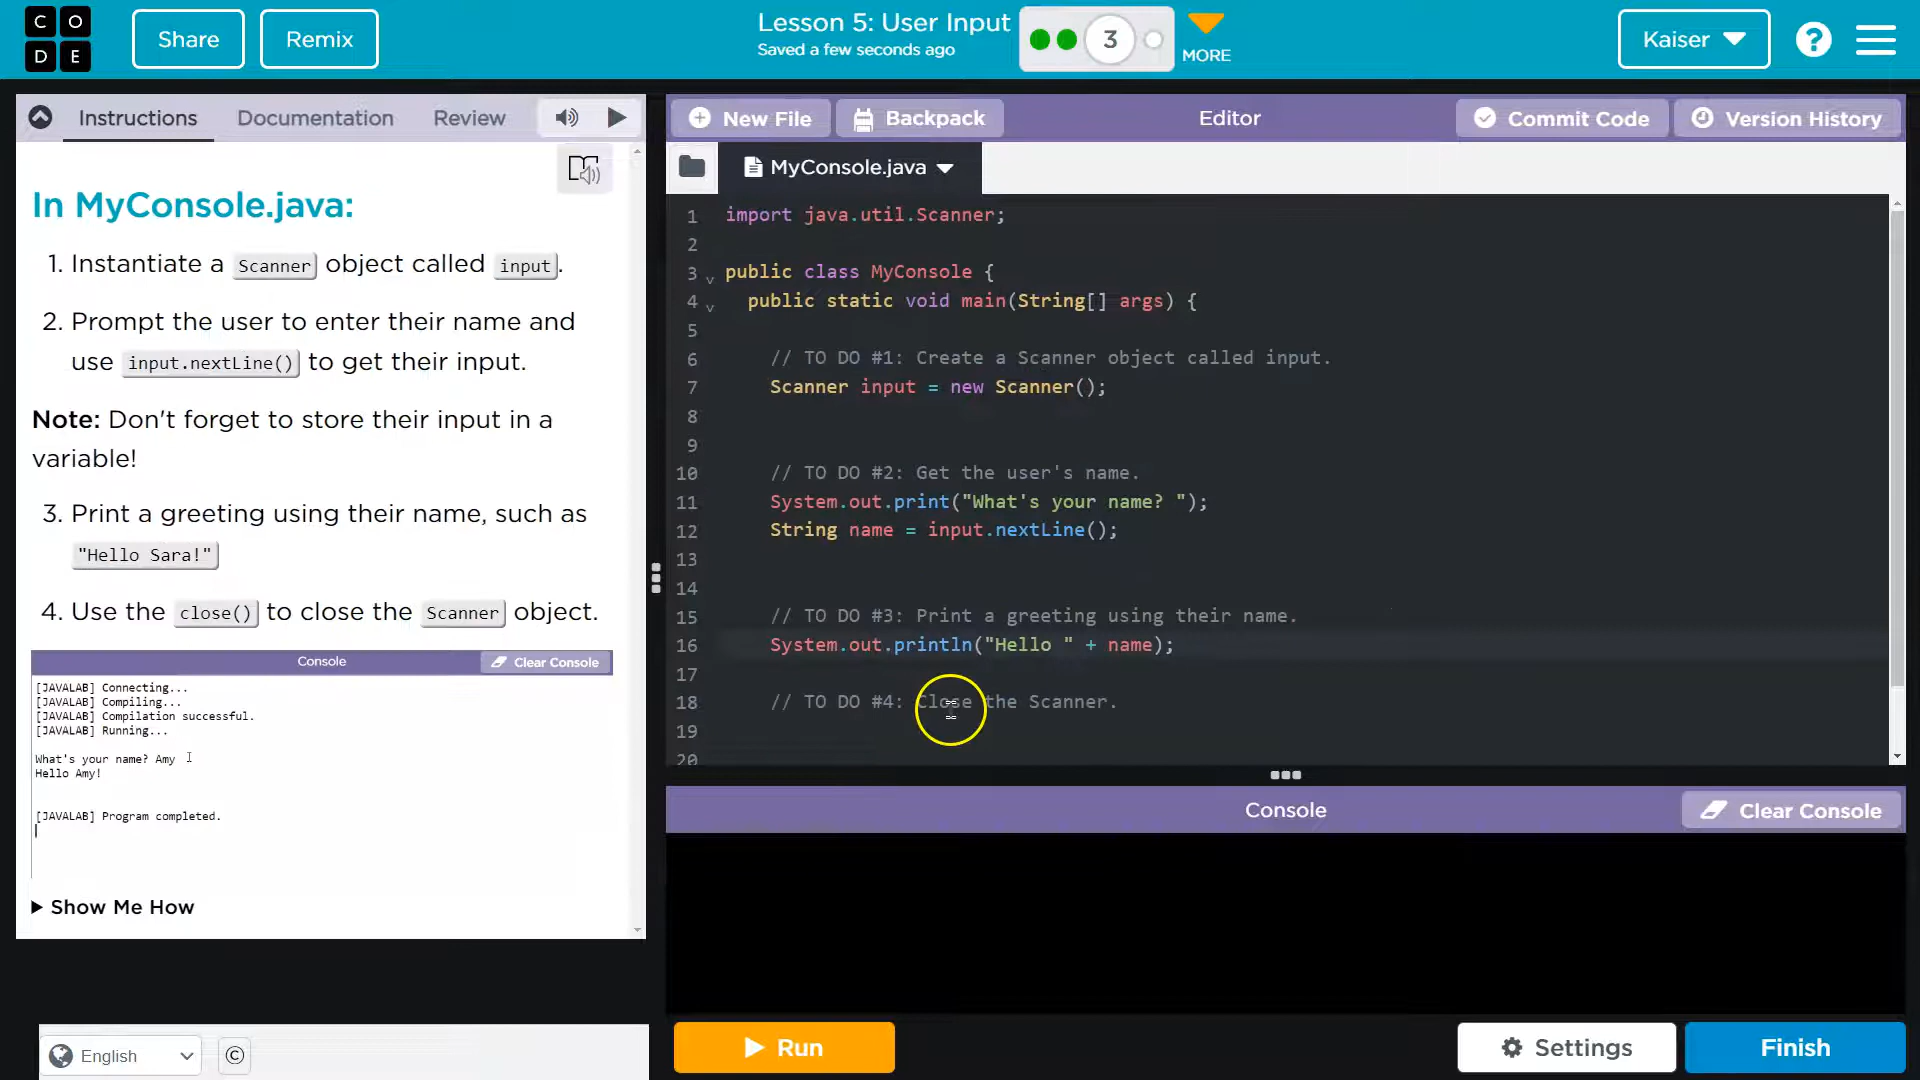 C O
D E
Share
Remix
Lesson 5: User Input
Saved a few seconds ago
3
MORE
Kaiser
?
Instructions
Documentation
Review
In MyConsole.java:
1. Instantiate a Scanner object called input.
2. Prompt the user to enter their name and
use input.nextLine() to get their input.
Note: Don't forget to store their input in a
variable!
3. Print a greeting using their name, such as
"Hello Sara!"
4. Use the close() to close the Scanner object.
Console
Clear Console
[JAVALAB] Connecting...
[JAVALAB] Compiling...
[JAVALAB] Compilation successful.
[JAVALAB] Running...
What's your name? Amy
Hello Amy!
[JAVALAB] Program completed.
Show Me How
English
©
New File
Backpack
Editor
Commit Code
Version History
MyConsole.java
1 import java.util.Scanner;
2
3 public class MyConsole {
4 public static void main(String[] args) {
5
6 // TO DO #1: Create a Scanner object called input.
7 Scanner input = new Scanner();
8
9
10 // TO DO #2: Get the user's name.
11 System.out.print("What's your name? ");
12 String name = input.nextLine();
13
14
15 // TO DO #3: Print a greeting using their name.
16 System.out.println("Hello " + name);
17
18 // TO DO #4: Close the Scanner.
19
20
Console
Clear Console
Run
Settings
Finish